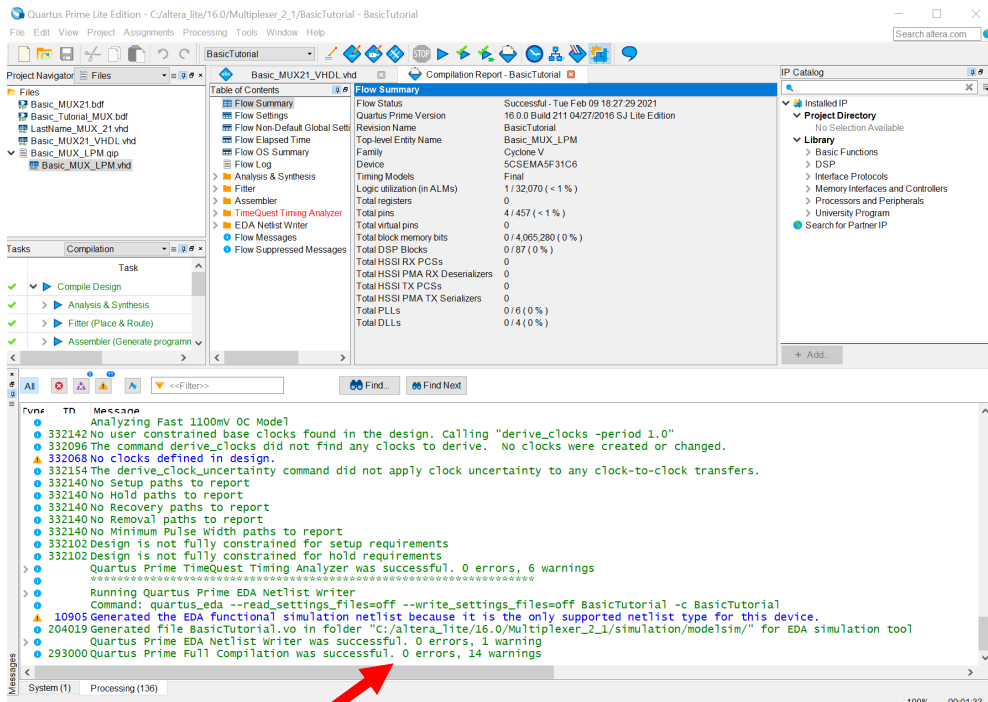 Quartus Prime Lite Edition - C:/altera_lite/16.0/Multiplexer_2_1/BasicTutorial - BasicTutorial
File Edit View Project Assignments Processing Tools Window Help
Search altera.com
BasicTutorial
STOP
Project Navigator Files
Files
Basic_MUX21.bdf
Basic_Tutorial_MUX.bdf
LastName_MUX_21.vhd
Basic_MUX21_VHDL.vhd
Basic_MUX_LPM.qip
Basic_MUX_LPM.vhd
Tasks Compilation
Task
Compile Design
Analysis & Synthesis
Fitter (Place & Route)
Assembler (Generate programm
Basic_MUX21_VHDL.vhd
Compilation Report - BasicTutorial
Table of Contents
Flow Summary
Flow Settings
Flow Non-Default Global Setti
Flow Elapsed Time
Flow OS Summary
Flow Log
Analysis & Synthesis
Fitter
Assembler
TimeQuest Timing Analyzer
EDA Netlist Writer
Flow Messages
Flow Suppressed Messages
Flow Summary
Flow Status Successful - Tue Feb 09 18:27:29 2021
Quartus Prime Version 16.0.0 Build 211 04/27/2016 SJ Lite Edition
Revision Name BasicTutorial
Top-level Entity Name Basic_MUX_LPM
Family Cyclone V
Device 5CSEMA5F31C6
Timing Models Final
Logic utilization (in ALMs) 1 / 32,070 ( < 1 % )
Total registers 0
Total pins 4 / 457 ( < 1 % )
Total virtual pins 0
Total block memory bits 0 / 4,065,280 ( 0 % )
Total DSP Blocks 0 / 87 ( 0 % )
Total HSSI RX PCSs 0
Total HSSI PMA RX Deserializers 0
Total HSSI TX PCSs 0
Total HSSI PMA TX Serializers 0
Total PLLs 0 / 6 ( 0 % )
Total DLLs 0 / 4 ( 0 % )
IP Catalog
Installed IP
Project Directory
No Selection Available
Library
Basic Functions
DSP
Interface Protocols
Memory Interfaces and Controllers
Processors and Peripherals
University Program
Search for Partner IP
+ Add...
All <<Filter>> Find... Find Next
Type ID Message
Analyzing Fast 1100mV 0C Model
332142 No user constrained base clocks found in the design. Calling "derive_clocks -period 1.0"
332096 The command derive_clocks did not find any clocks to derive.  No clocks were created or changed.
332068 No clocks defined in design.
332154 The derive_clock_uncertainty command did not apply clock uncertainty to any clock-to-clock transfers.
332140 No Setup paths to report
332140 No Hold paths to report
332140 No Recovery paths to report
332140 No Removal paths to report
332140 No Minimum Pulse Width paths to report
332102 Design is not fully constrained for setup requirements
332102 Design is not fully constrained for hold requirements
Quartus Prime TimeQuest Timing Analyzer was successful. 0 errors, 6 warnings
*******************************************************************
Running Quartus Prime EDA Netlist Writer
Command: quartus_eda --read_settings_files=off --write_settings_files=off BasicTutorial -c BasicTutorial
10905 Generated the EDA functional simulation netlist because it is the only supported netlist type for this device.
204019 Generated file BasicTutorial.vo in folder "C:/altera_lite/16.0/Multiplexer_2_1/simulation/modelsim/" for EDA simulation tool
Quartus Prime EDA Netlist Writer was successful. 0 errors, 1 warning
293000 Quartus Prime Full Compilation was successful. 0 errors, 14 warnings
Messages
System (1) Processing (136)
100% 00:01:33